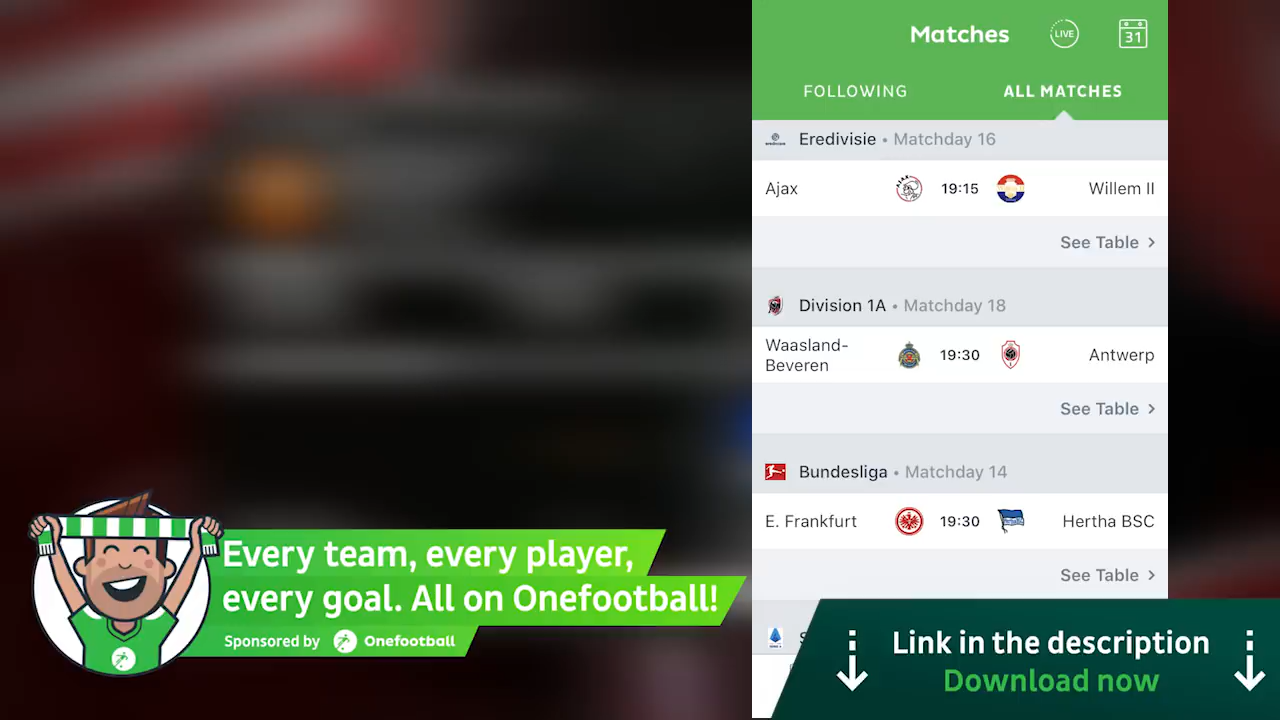 Matches
LIVE
31
FOLLOWING
ALL MATCHES
Eredivisie • Matchday 16
Ajax 19:15 Willem II
See Table >
Division 1A • Matchday 18
Waasland-
Beveren 19:30 Antwerp
See Table >
Bundesliga • Matchday 14
E. Frankfurt 19:30 Hertha BSC
See Table >
Every team, every player,
every goal. All on Onefootball!
Sponsored by Onefootball
Link in the description
Download now